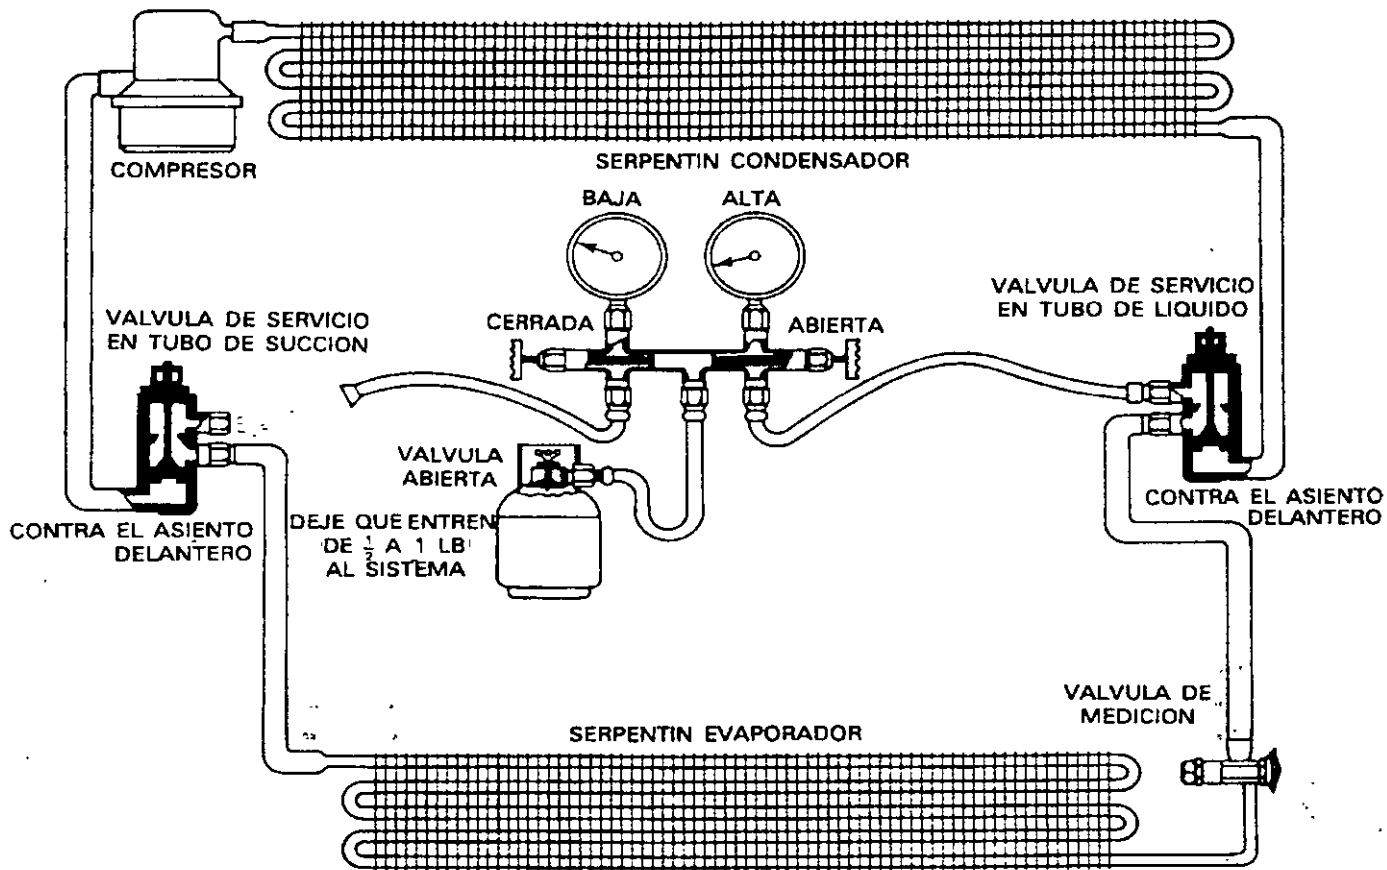 COMPRESOR
SERPENTIN CONDENSADOR
BAJA
ALTA
VALVULA DE SERVICIO
EN TUBO DE SUCCION
CERRADA
ABIERTA
VALVULA DE SERVICIO
EN TUBO DE LIQUIDO
VALVULA
ABIERTA
CONTRA EL ASIENTO
DELANTERO
DEJE QUE ENTREN
DE ½ A 1 LB
AL SISTEMA
CONTRA EL ASIENTO
DELANTERO
VALVULA DE
MEDICION
SERPENTIN EVAPORADOR